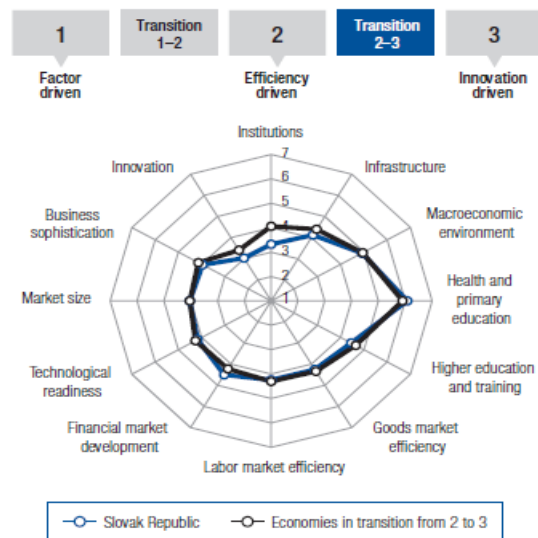 1
Transition
1–2
2
Transition
2–3
3
Factor
driven
Efficiency
driven
Innovation
driven
Institutions
Innovation
7
Infrastructure
6
Business
sophistication
5
Macroeconomic
environment
4
3
Market size
2
1
Health and
primary
education
Technological
readiness
Higher education
and training
Financial market
development
Goods market
efficiency
Labor market efficiency
Slovak Republic
Economies in transition from 2 to 3